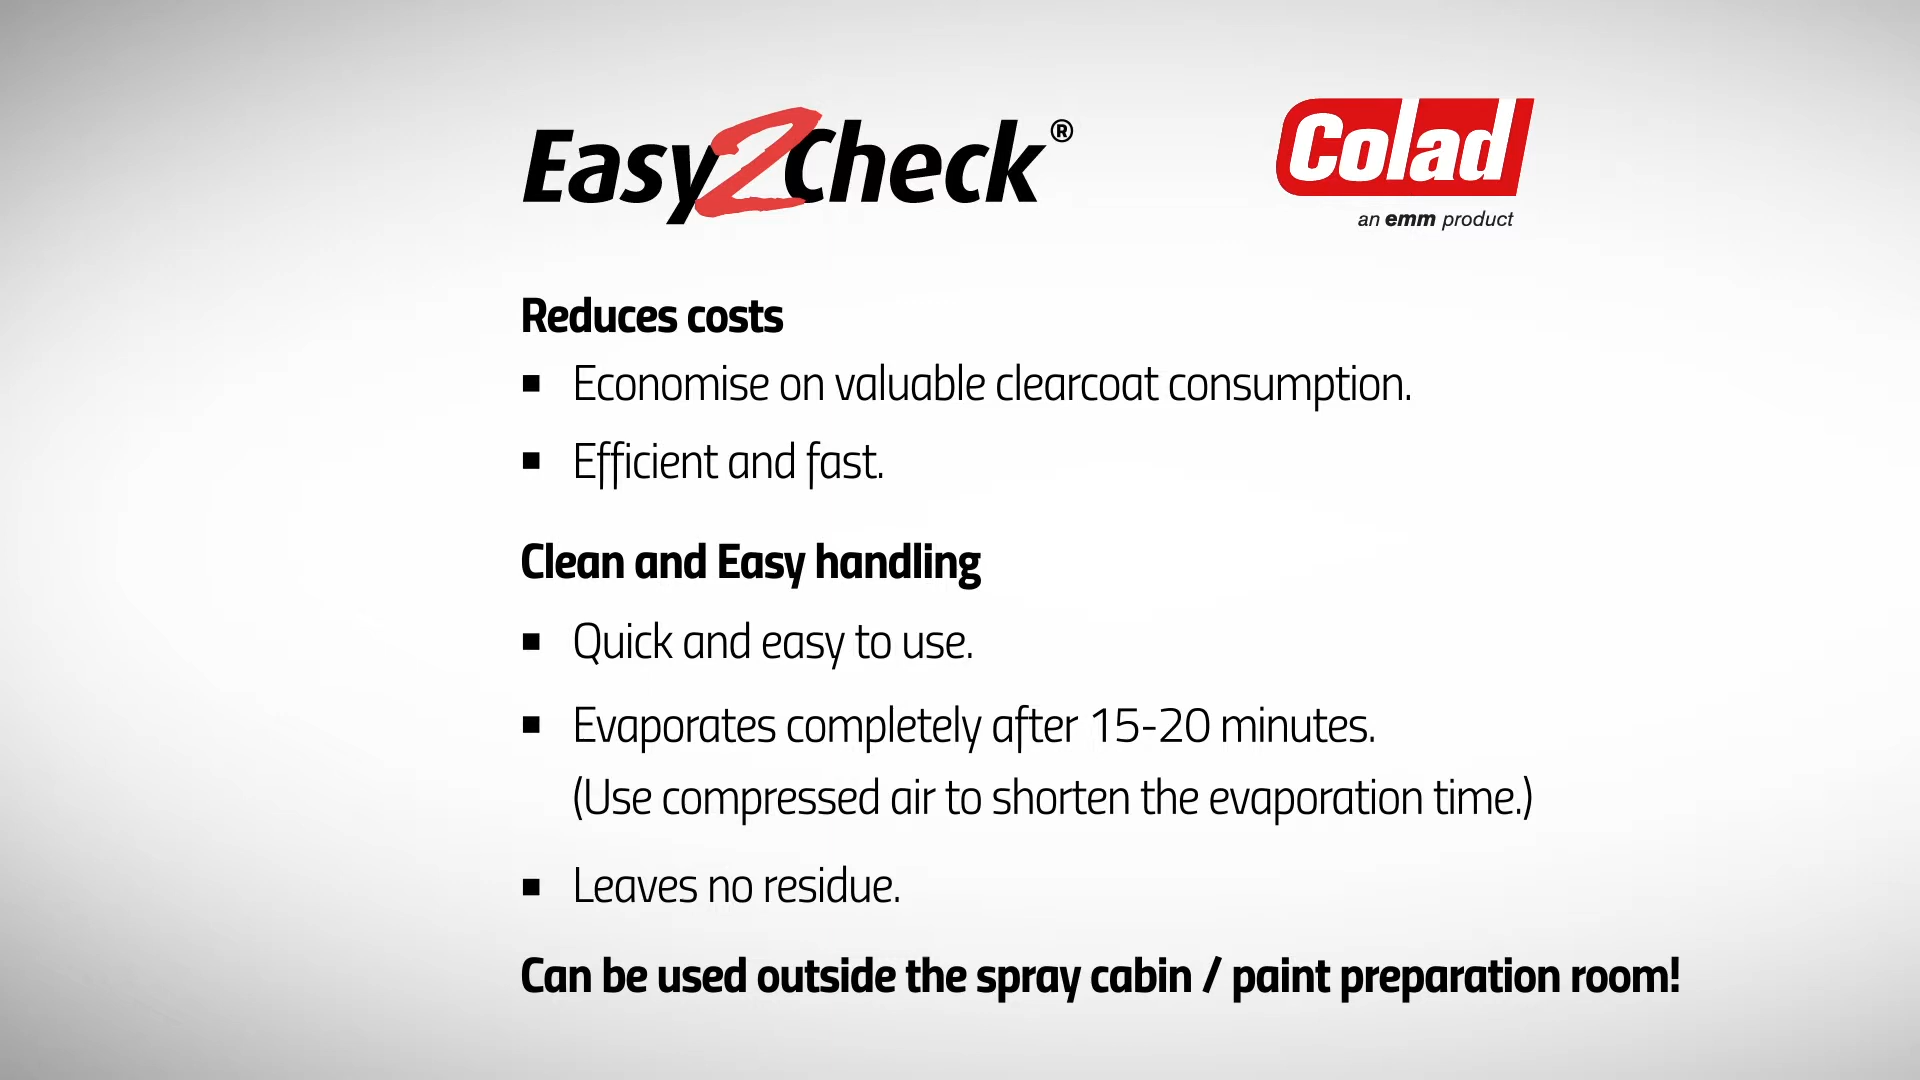 Easy2Check®
Colad
an emm product
Reduces costs
▪ Economise on valuable clearcoat consumption.
▪ Efficient and fast.
Clean and Easy handling
▪ Quick and easy to use.
▪ Evaporates completely after 15-20 minutes.
(Use compressed air to shorten the evaporation time.)
▪ Leaves no residue.
Can be used outside the spray cabin / paint preparation room!